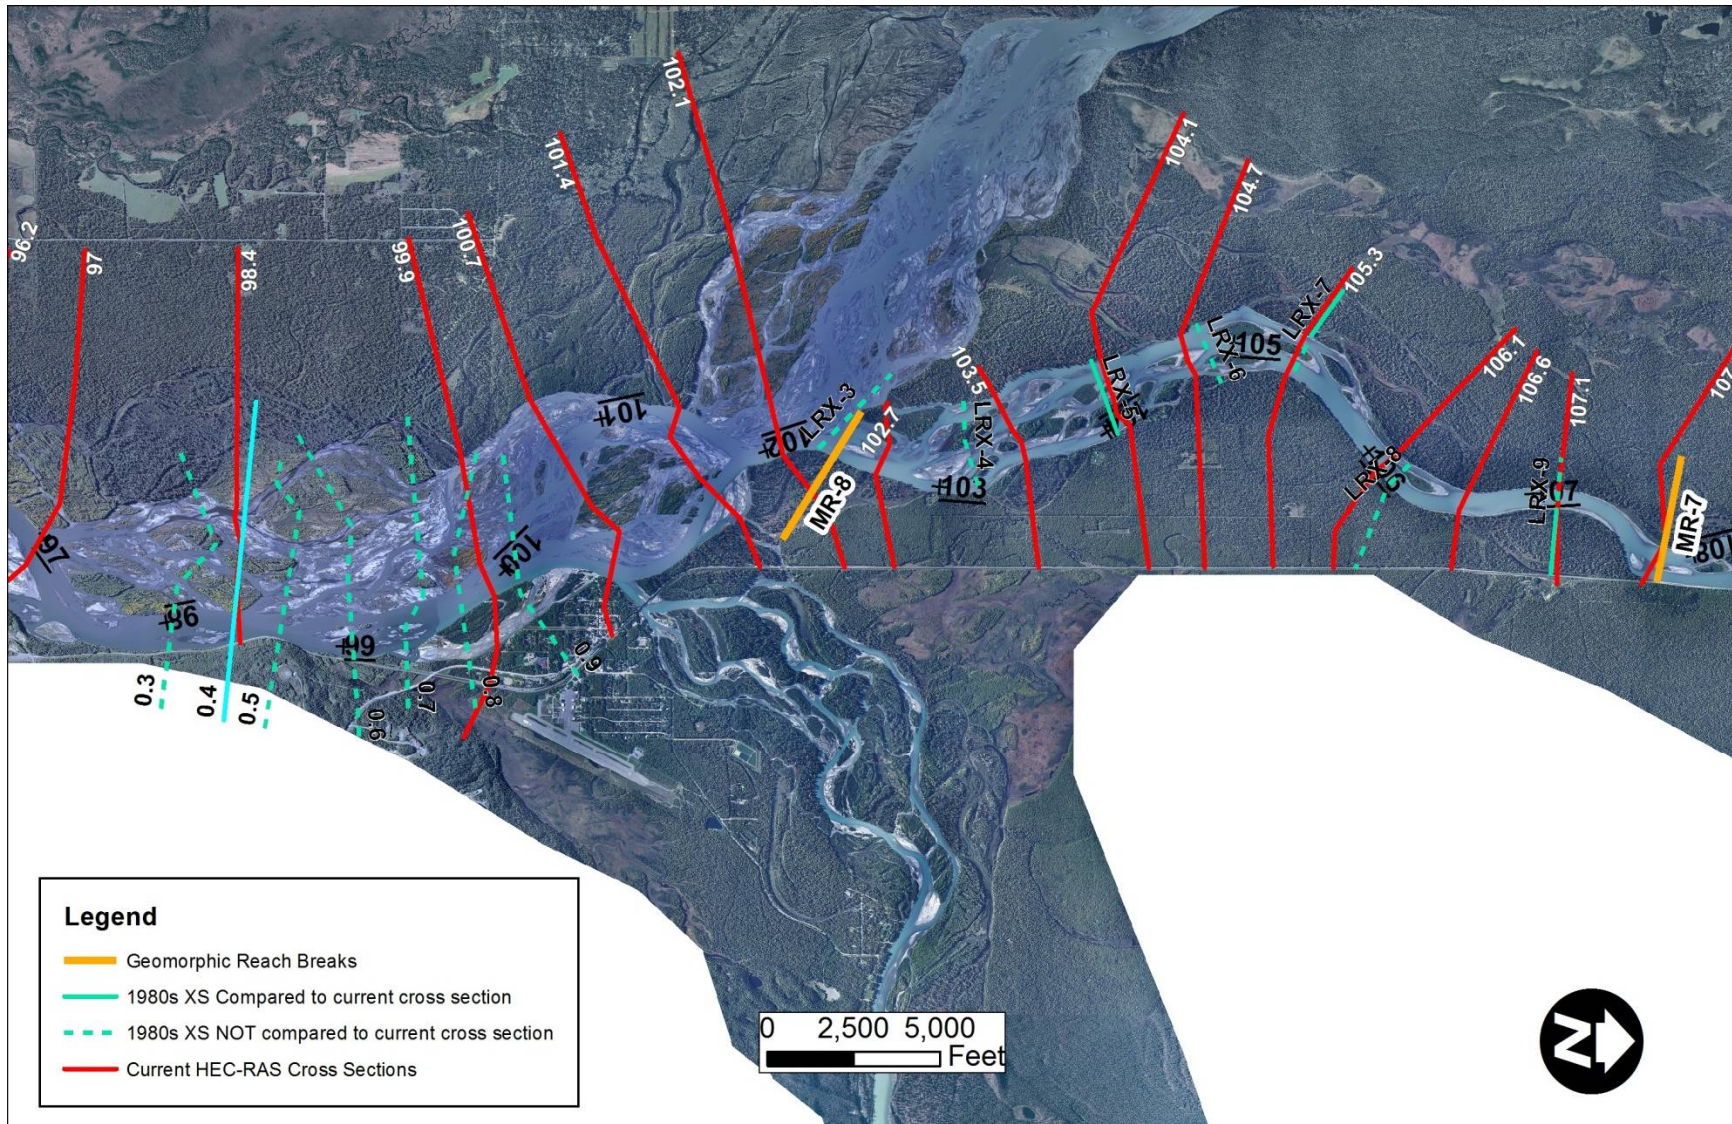 102.1
104.1
101.4
104.7
100.7
99.9
96.2
97
98.4
105.3
LRX-7
105
LRX-6
106.1
106.6
107.1
103.5
LRX-5
101
102
LRX-3
102.7
LRX-4
103
LRX-8
LRX-9
107
MR-8
MR-7
108
97
100
98
99
0.3
0.4
0.5
0.6
0.7
0.8
0.9
Legend
Geomorphic Reach Breaks
1980s XS Compared to current cross section
1980s XS NOT compared to current cross section
Current HEC-RAS Cross Sections
0 2,500 5,000
Feet
N